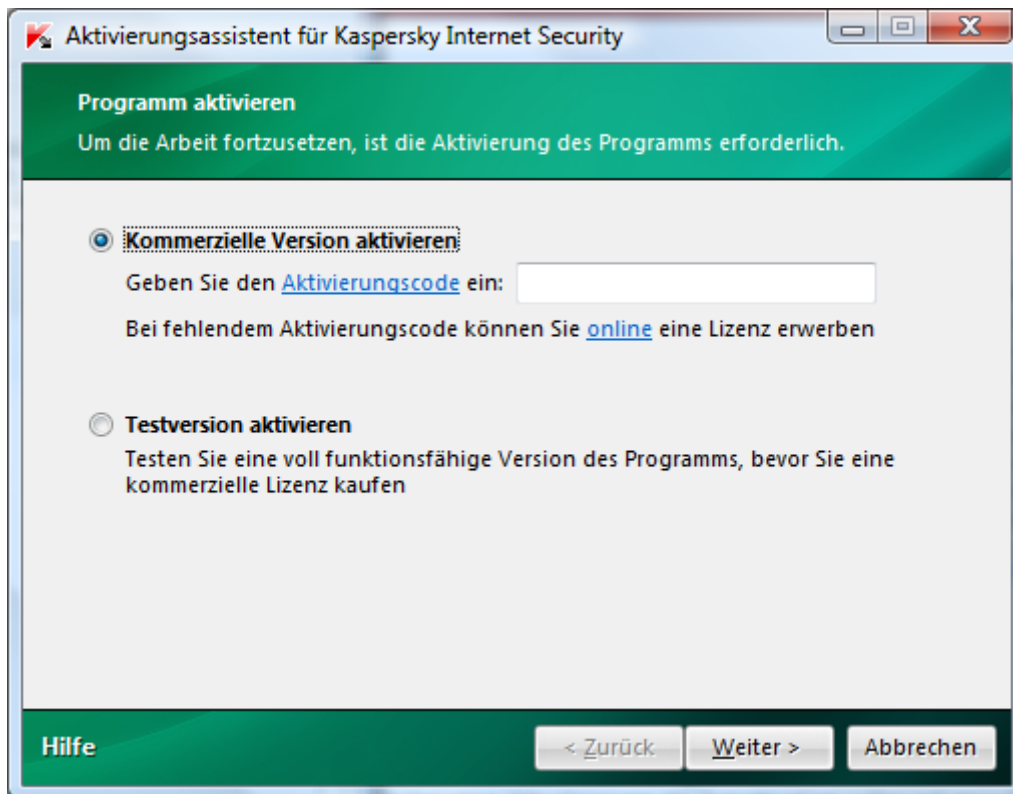 Aktivierungsassistent für Kaspersky Internet Security
Programm aktivieren
Um die Arbeit fortzusetzen, ist die Aktivierung des Programms erforderlich.
Kommerzielle Version aktivieren
Geben Sie den Aktivierungscode ein:
Bei fehlendem Aktivierungscode können Sie online eine Lizenz erwerben
Testversion aktivieren
Testen Sie eine voll funktionsfähige Version des Programms, bevor Sie eine
kommerzielle Lizenz kaufen
Hilfe < Zurück Weiter > Abbrechen